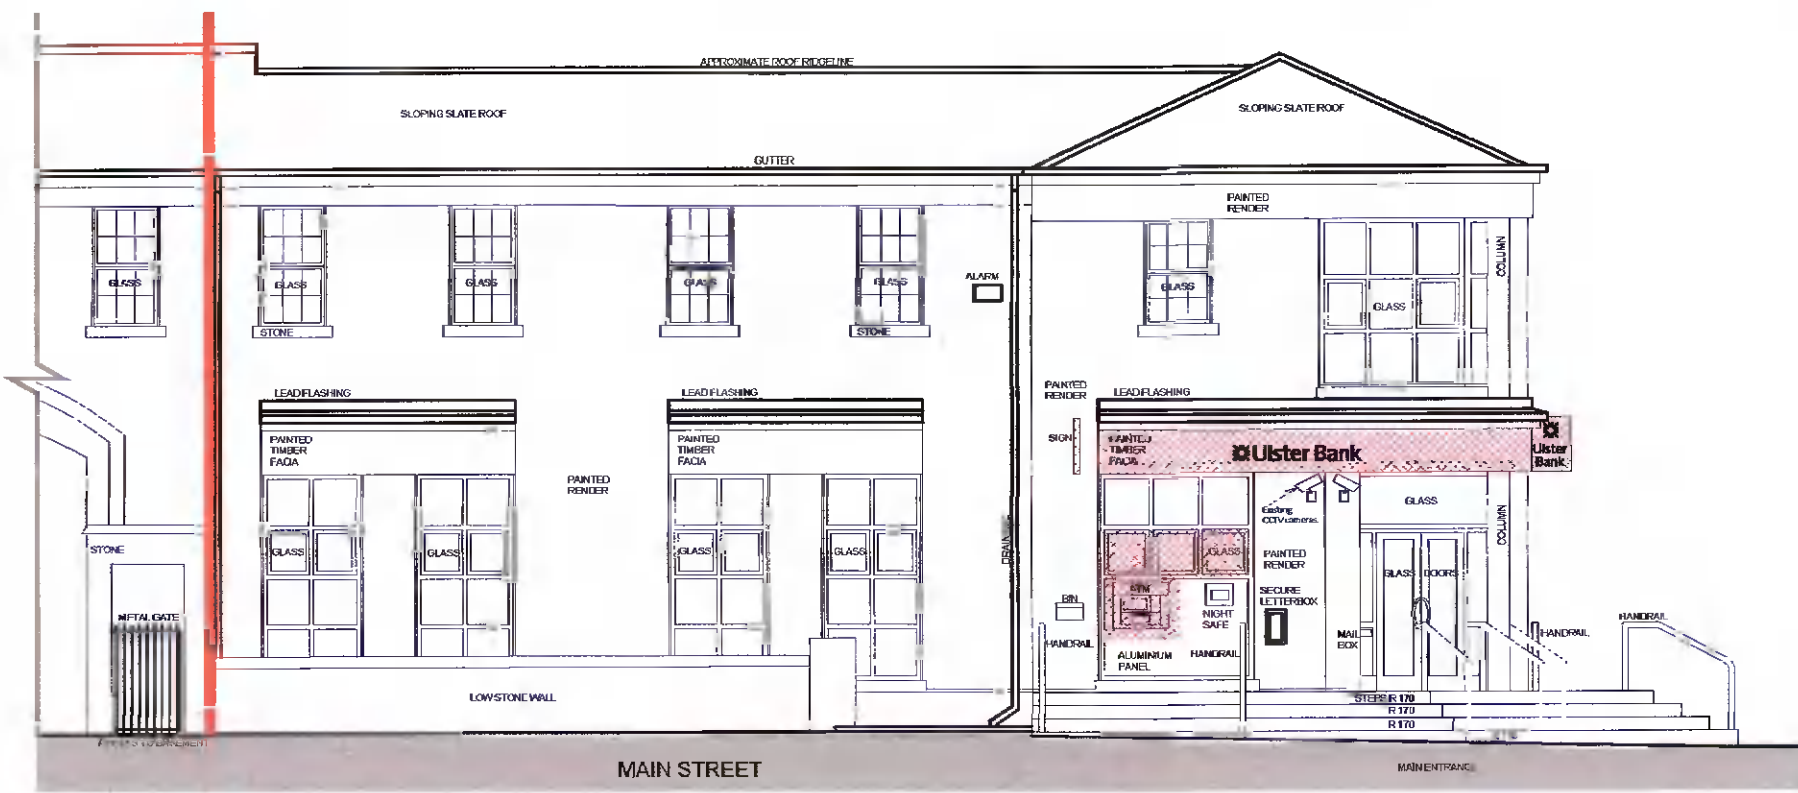 APPROXIMATE ROOF RIDGELINE
SLOPING SLATE ROOF
SLOPING SLATE ROOF
GUTTER
PAINTED
RENDER
COLUMN
ALARM
GLASS
GLASS
GLASS
GLASS
GLASS
GLASS
GLASS
STONE
STONE
LEAD FLASHING
LEAD FLASHING
PAINTED
RENDER
LEAD FLASHING
PAINTED
TIMBER
FACIA
PAINTED
TIMBER
FACIA
SIGN
PAINTED
TIMBER
FACIA
Ulster Bank
Ulster
Bank
PAINTED
RENDER
GLASS
Existing
CCTV cameras.
COLUMN
STONE
GLASS
GLASS
GLASS
GLASS
DRAIN
GLASS
PAINTED
RENDER
GLASS
DOORS
ATM
SECURE
LETTERBOX
BIN
NIGHT
SAFE
METAL GATE
MAIL
BOX
HANDRAIL
HANDRAIL
HANDRAIL
HANDRAIL
ALUMINIUM
PANEL
LOW STONE WALL
STEPS R 170
R 170
R 170
MAIN STREET
MAIN ENTRANCE